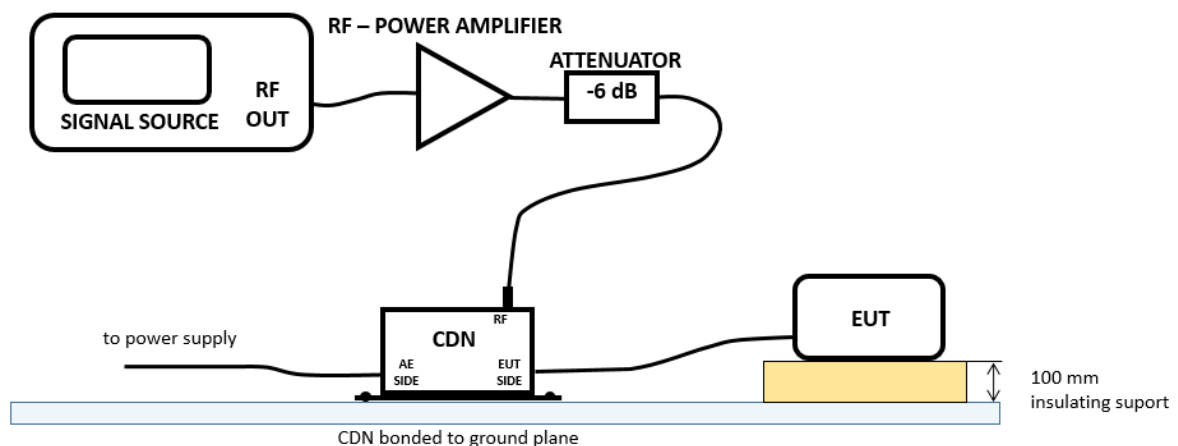 RF – POWER AMPLIFIER
ATTENUATOR
-6 dB
RF
OUT
SIGNAL SOURCE
RF
CDN
AE
SIDE
EUT
SIDE
to power supply
EUT
100 mm
insulating suport
CDN bonded to ground plane